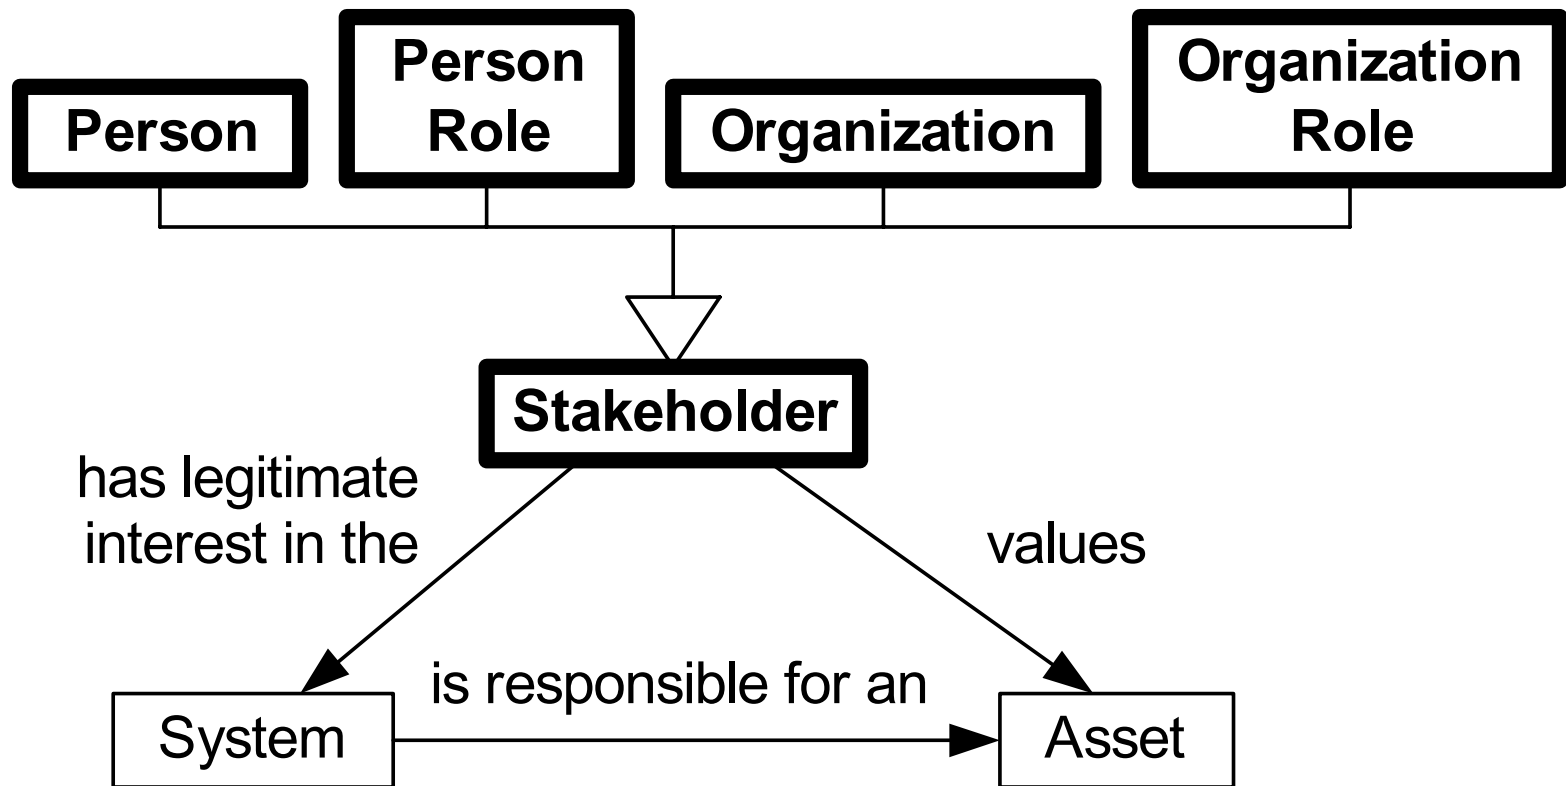 Person
Person
Role
Organization
Organization
Role
Stakeholder
has legitimate
interest in the
values
is responsible for an
System
Asset